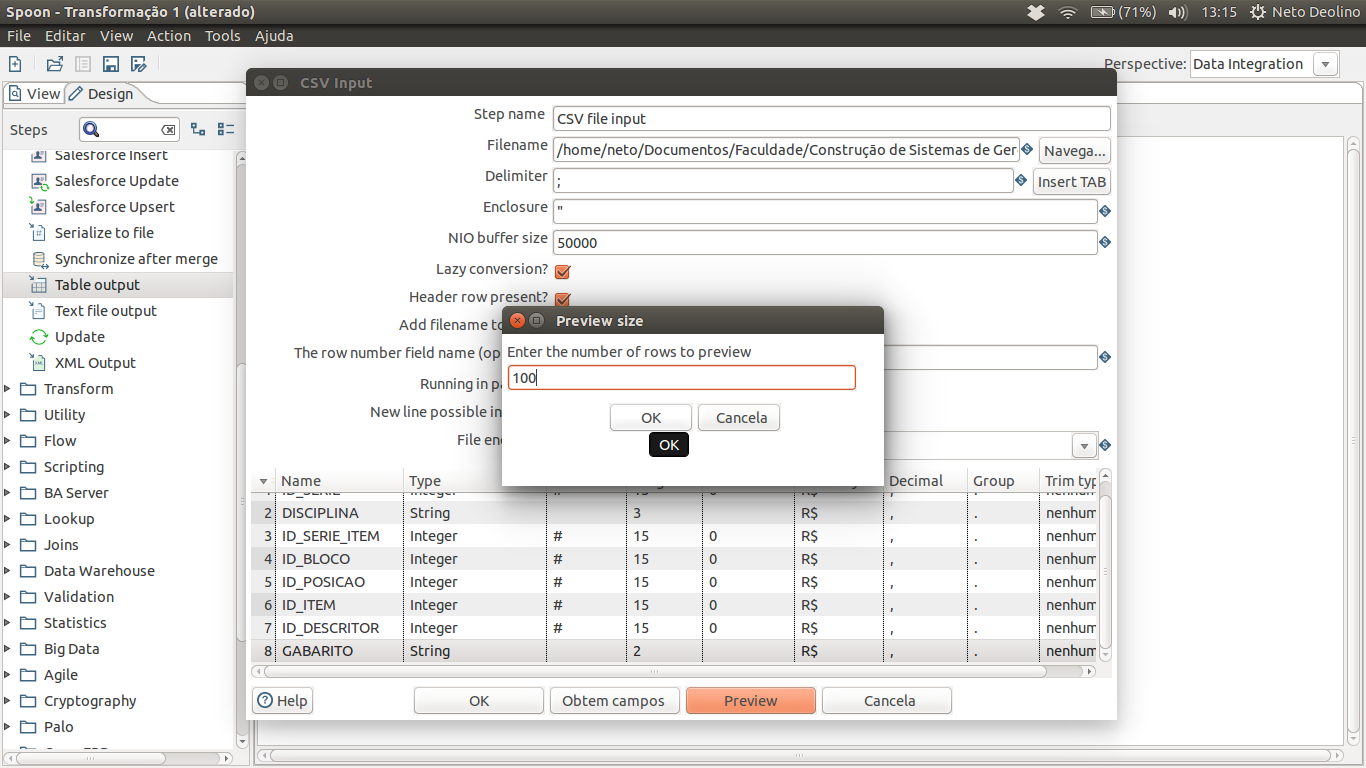 Spoon - Transformação 1 (alterado)
(71%)
13:15
Neto Deolino
File Editar View Action Tools Ajuda
Perspective: Data Integration
View
Design
Steps
Salesforce Insert
Salesforce Update
Salesforce Upsert
Serialize to file
Synchronize after merge
Table output
Text file output
Update
XML Output
Transform
Utility
Flow
Scripting
BA Server
Lookup
Joins
Data Warehouse
Validation
Statistics
Big Data
Agile
Cryptography
Palo
CSV Input
Step name CSV file input
Filename /home/neto/Documentos/Faculdade/Construção de Sistemas de Ger Navega...
Delimiter ; Insert TAB
Enclosure "
NIO buffer size 50000
Lazy conversion?
Header row present?
Add filename to
The row number field name (op
Running in pa
New line possible in
File en
Preview size
Enter the number of rows to preview
100
OK Cancela
OK
Name Type Decimal Group Trim typ
1 ID_SERIE Integer # 15 0 R$ , .
2 DISCIPLINA String 3 R$ , . nenhum
3 ID_SERIE_ITEM Integer # 15 0 R$ , . nenhum
4 ID_BLOCO Integer # 15 0 R$ , . nenhum
5 ID_POSICAO Integer # 15 0 R$ , . nenhum
6 ID_ITEM Integer # 15 0 R$ , . nenhum
7 ID_DESCRITOR Integer # 15 0 R$ , . nenhum
8 GABARITO String 2 R$ , . nenhum
Help OK Obtem campos Preview Cancela